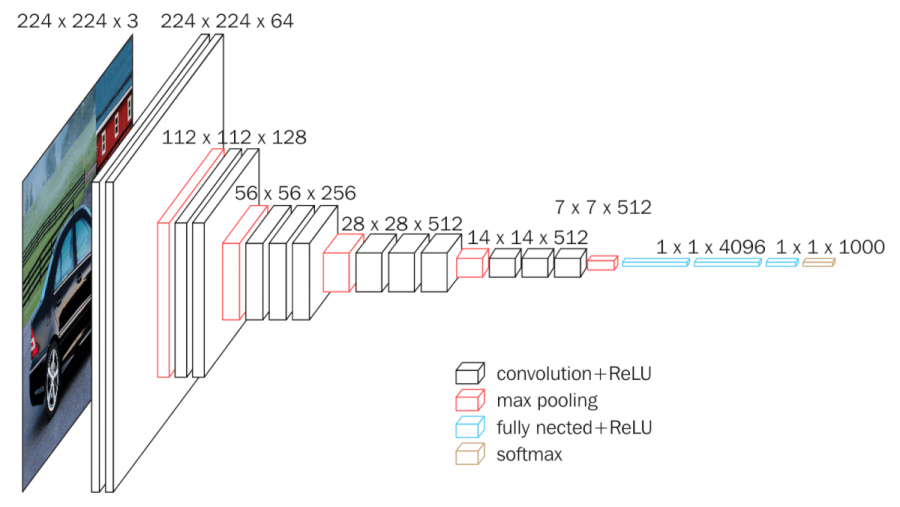 224 x 224 x 3
224 x 224 x 64
112 x 112 x 128
56 x 56 x 256
28 x 28 x 512
14 x 14 x 512
7 x 7 x 512
1 x 1 x 4096
1 x 1 x 1000
convolution+ReLU
max pooling
fully nected+ReLU
softmax